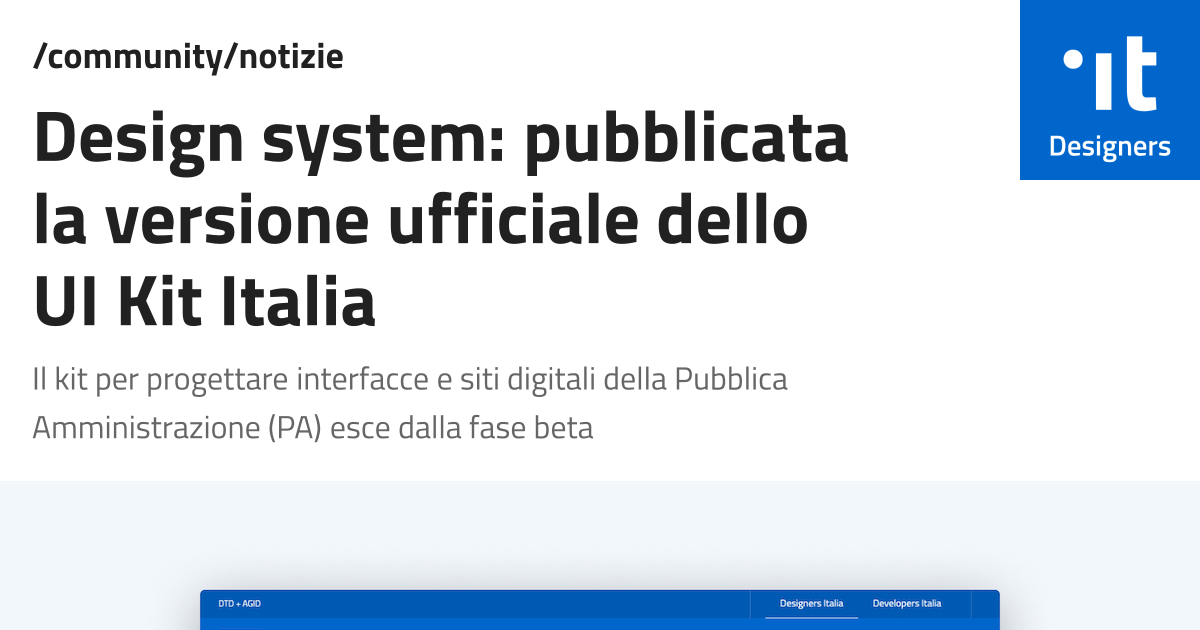 /community/notizie
·it
Designers
Design system: pubblicata
la versione ufficiale dello
UI Kit Italia
Il kit per progettare interfacce e siti digitali della Pubblica
Amministrazione (PA) esce dalla fase beta
DTD + AGID
Designers Italia
Developers Italia